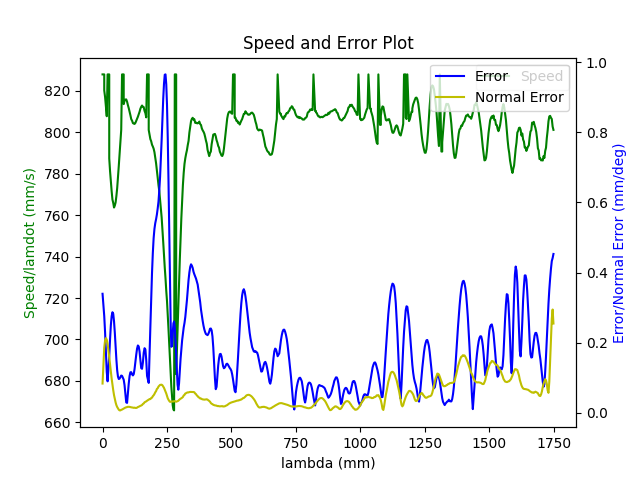 Speed and Error Plot
Error
Speed
Normal Error
820
800
780
760
740
720
700
680
660
Speed/lamdot (mm/s)
1.0
0.8
0.6
0.4
0.2
0.0
Error/Normal Error (mm/deg)
0 250 500 750 1000 1250 1500 1750
lambda (mm)